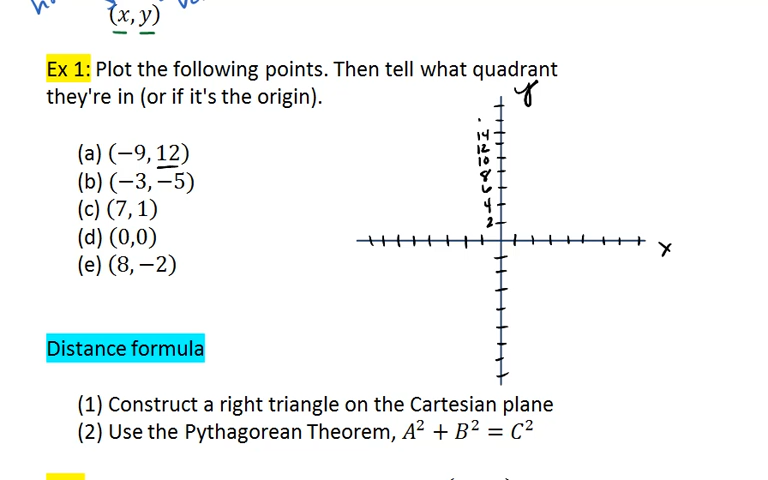 (x, y)
Ex 1: Plot the following points. Then tell what quadrant
they're in (or if it's the origin).
y
(a) (−9, 12)
(b) (−3, −5)
(c) (7, 1)
(d) (0,0)
(e) (8, −2)
14
12
10
8
6
4
2
x
Distance formula
(1) Construct a right triangle on the Cartesian plane
(2) Use the Pythagorean Theorem, A² + B² = C²